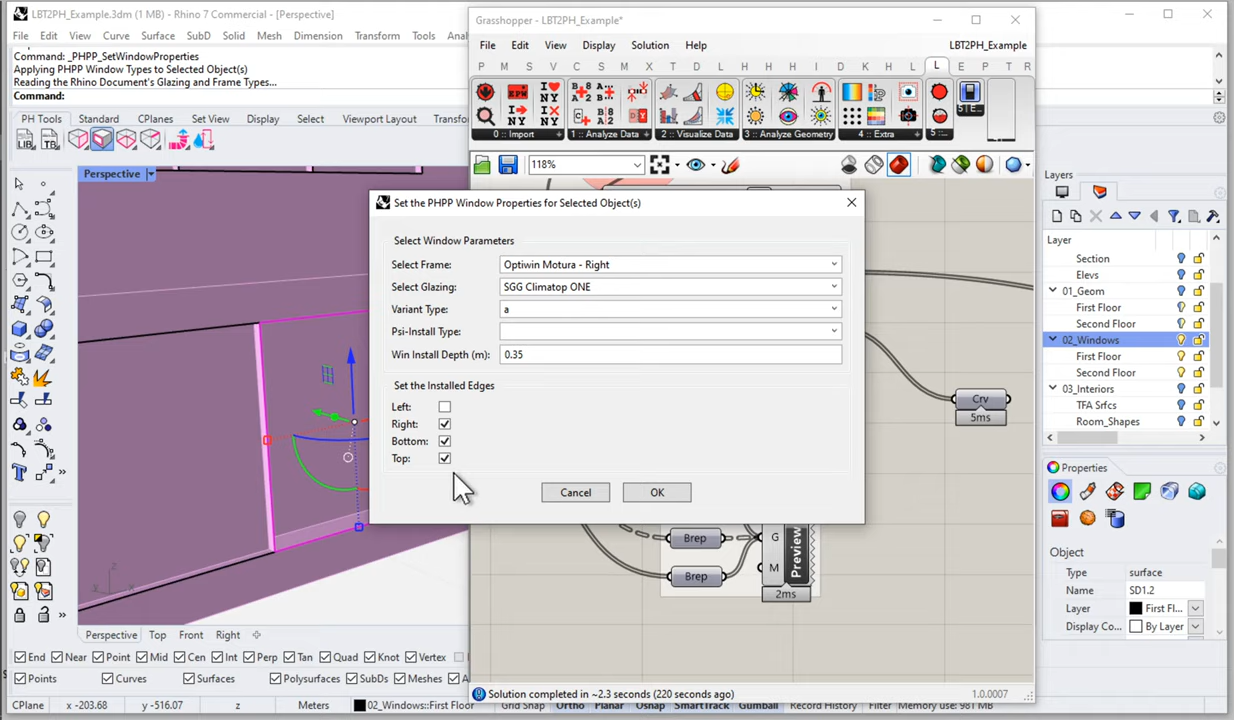 LBT2PH_Example.3dm (1 MB) - Rhino 7 Commercial - [Perspective]
File Edit View Curve Surface SubD Solid Mesh Dimension Transform Tools
Command: _PHPP_SetWindowProperties
Applying PHPP Window Types to Selected Object(s)
Reading the Rhino Document's Glazing and Frame Types...
Command:
PH Tools Standard CPlanes Set View Display Select Viewport Layout
LIB TB
Perspective
Grasshopper - LBT2PH_Example*
File Edit View Display Solution Help LBT2PH_Example
0 :: Import 1 :: Analyze Data 2 :: Visualize Data 3 :: Analyze Geometry 4 :: Extra
118%
Set the PHPP Window Properties for Selected Object(s)
Select Window Parameters
Select Frame: Optiwin Motura - Right
Select Glazing: SGG Climatop ONE
Variant Type: a
Psi-Install Type:
Win Install Depth (m): 0.35
Set the Installed Edges
Left:
Right:
Bottom:
Top:
Cancel OK
Crv
5ms
Brep
Brep
G
M
Preview
2ms
Layers
Layer
Section
Elevs
01_Geom
First Floor
Second Floor
02_Windows
First Floor
Second Floor
03_Interiors
TFA Srfcs
Room_Shapes
Properties
Object
Type surface
Name SD1.2
Layer First Fl...
Display Co... By Layer
z
y x
Perspective Top Front Right
End Near Point Mid Cen Int Perp Tan Quad Knot Vertex
Points Curves Surfaces Polysurfaces SubDs Meshes
Solution completed in ~2.3 seconds (220 seconds ago) 1.0.0007
CPlane x -203.68 y -516.07 z Meters 02_Windows::First Floor Grid Snap Ortho Planar Osnap SmartTrack Gumball Record History Filter Memory use: 981 MB